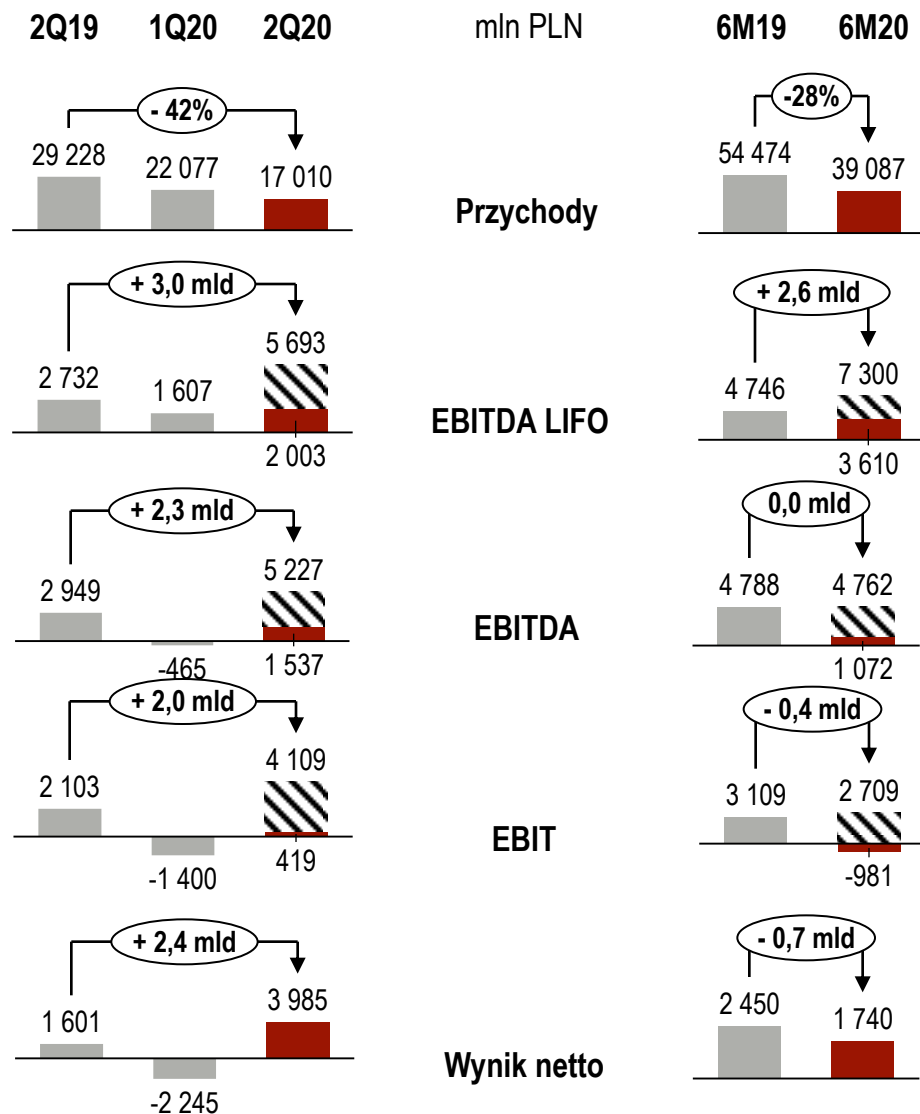 2Q19 1Q20 2Q20 mln PLN 6M19 6M20
- 42% -28%
29 228 22 077 17 010 54 474 39 087
Przychody
+ 3,0 mld + 2,6 mld
5 693 7 300
2 732 1 607 4 746
EBITDA LIFO
2 003 3 610
+ 2,3 mld 0,0 mld
2 949 5 227 4 788 4 762
EBITDA
-465 1 537 1 072
+ 2,0 mld - 0,4 mld
2 103 4 109 3 109 2 709
EBIT
-1 400 419 -981
+ 2,4 mld - 0,7 mld
1 601 3 985 2 450 1 740
Wynik netto
-2 245